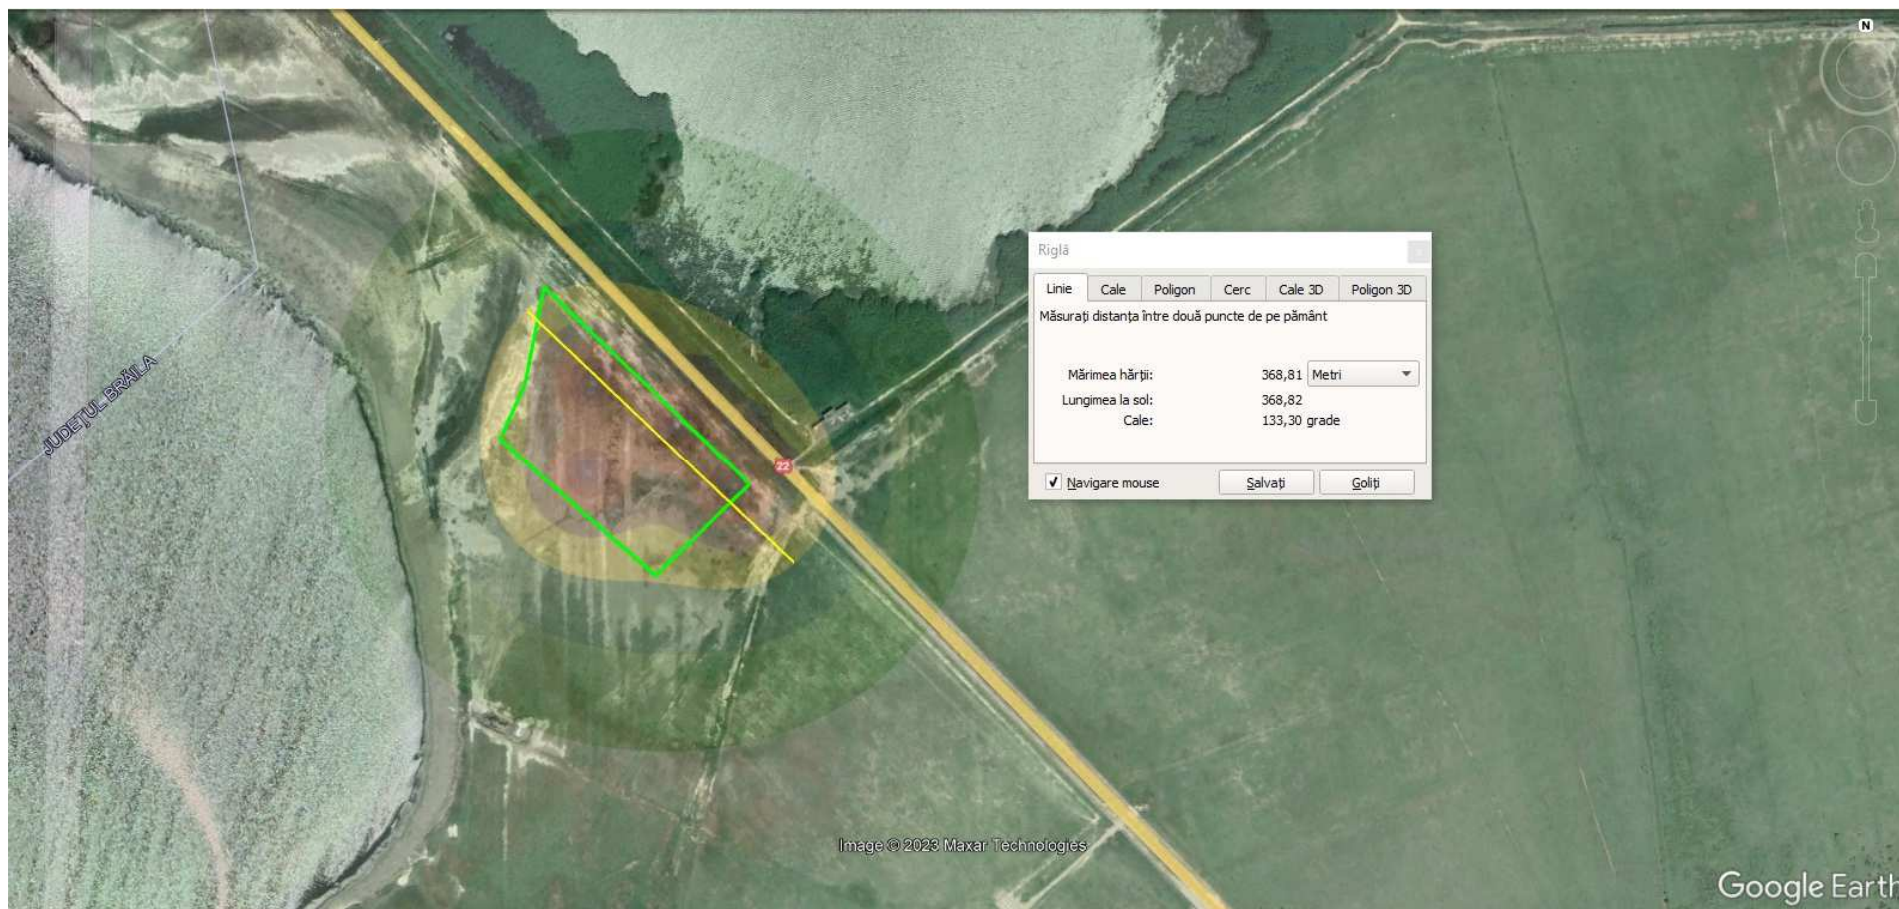 N
Riglă
Linie Cale Poligon Cerc Cale 3D Poligon 3D
Măsurați distanța între două puncte de pe pământ
Mărimea hărții: 368,81 Metri
Lungimea la sol: 368,82
Cale: 133,30 grade
Navigare mouse Salvați Goliți
JUDEȚUL BRĂILA
22
Image © 2023 Maxar Technologies
Google Earth